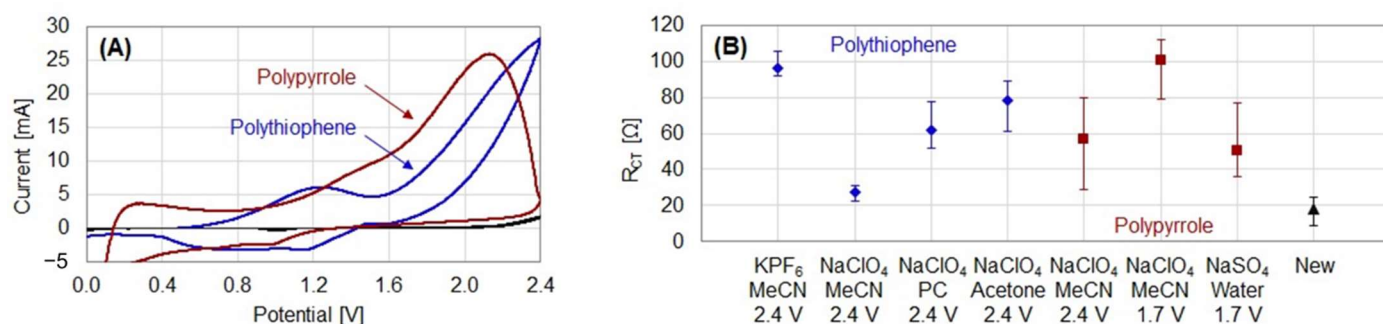 (A)
30
25
20
15
10
5
0
−5
Current [mA]
Polypyrrole
Polythiophene
0.0 0.4 0.8 1.2 1.6 2.0 2.4
Potential [V]
(B)
120
100
80
60
40
20
0
R_CT [Ω]
Polythiophene
Polypyrrole
KPF₆ NaClO₄ NaClO₄ NaClO₄ NaClO₄ NaClO₄ NaSO₄ New
MeCN MeCN PC Acetone MeCN MeCN Water
2.4 V 2.4 V 2.4 V 2.4 V 2.4 V 1.7 V 1.7 V